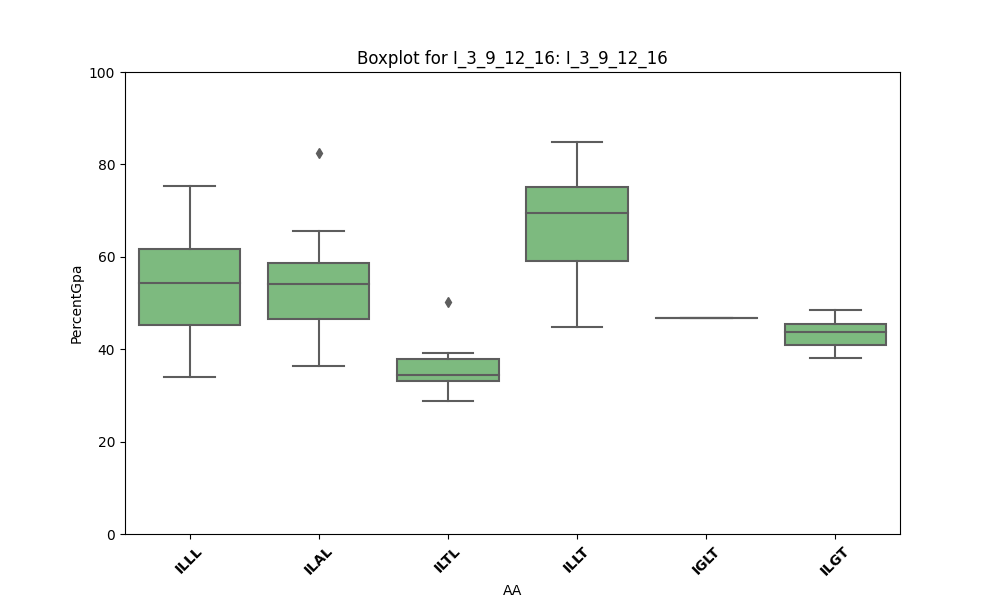 Boxplot for I_3_9_12_16: I_3_9_12_16
100
80
60
40
20
0
PercentGpa
ILLL
ILAL
ILTL
ILLT
IGLT
ILGT
AA